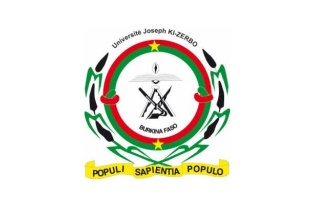 Université Joseph Ki-ZERBO
BURKINA FASO
POPULI SAPIENTIA POPULO